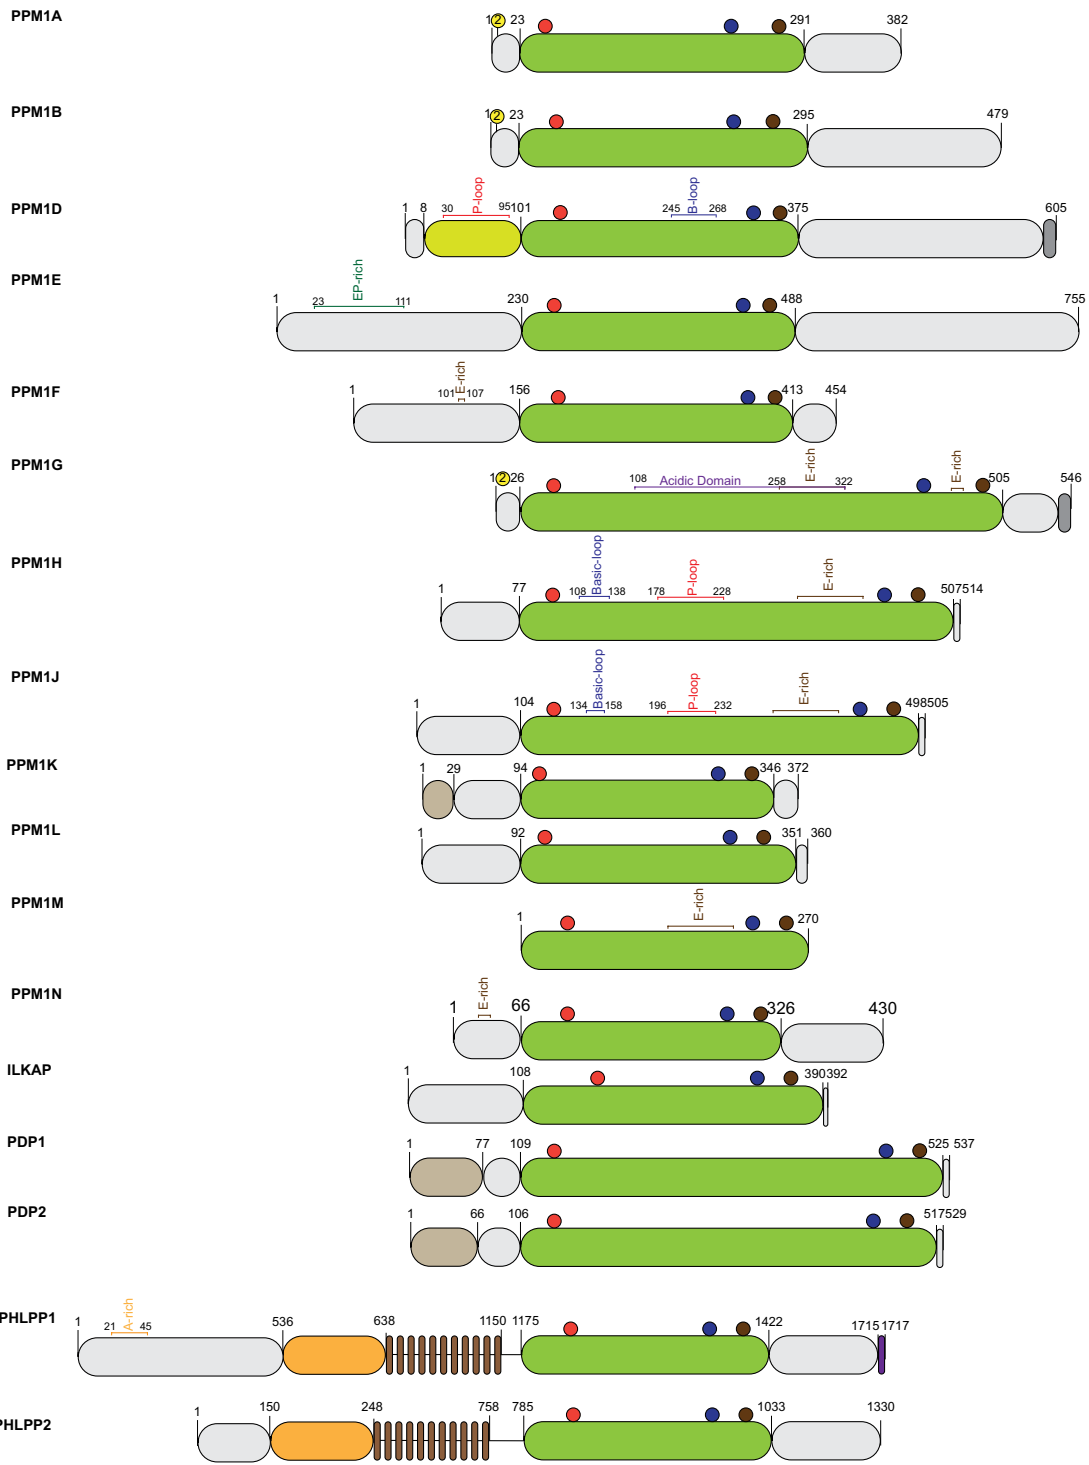 PPM1A
1 2 23 291 382
PPM1B
1 2 23 295 479
PPM1D
1 8 30 P-loop 95 101 245 B-loop 268 375 605
PPM1E
1 23 EP-rich 111 230 488 755
PPM1F
1 101 E-rich 107 156 413 454
PPM1G
1 2 26 108 Acidic Domain 258 E-rich 322 E-rich 505 546
PPM1H
1 77 108 Basic-loop 138 178 P-loop 228 E-rich 507 514
PPM1J
1 104 134 Basic-loop 158 196 P-loop 232 E-rich 498 505
PPM1K
1 29 94 346 372
PPM1L
1 92 351 360
PPM1M
1 E-rich 270
PPM1N
1 E-rich 66 326 430
ILKAP
1 108 390 392
PDP1
1 77 109 525 537
PDP2
1 66 106 517 529
PHLPP1
1 21 A-rich 45 536 638 1150 1175 1422 1715 1717
PHLPP2
1 150 248 758 785 1033 1330